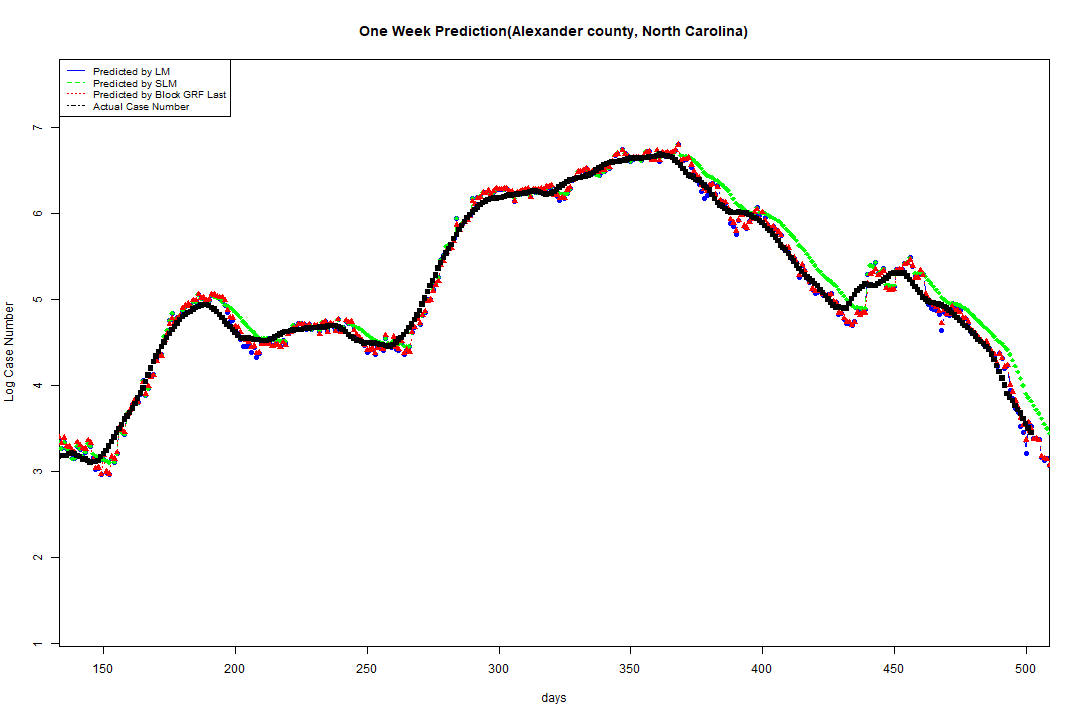 One Week Prediction(Alexander county, North Carolina)
Predicted by LM
Predicted by SLM
Predicted by Block GRF Last
Actual Case Number
Log Case Number
7
6
5
4
3
2
1
150 200 250 300 350 400 450 500
days